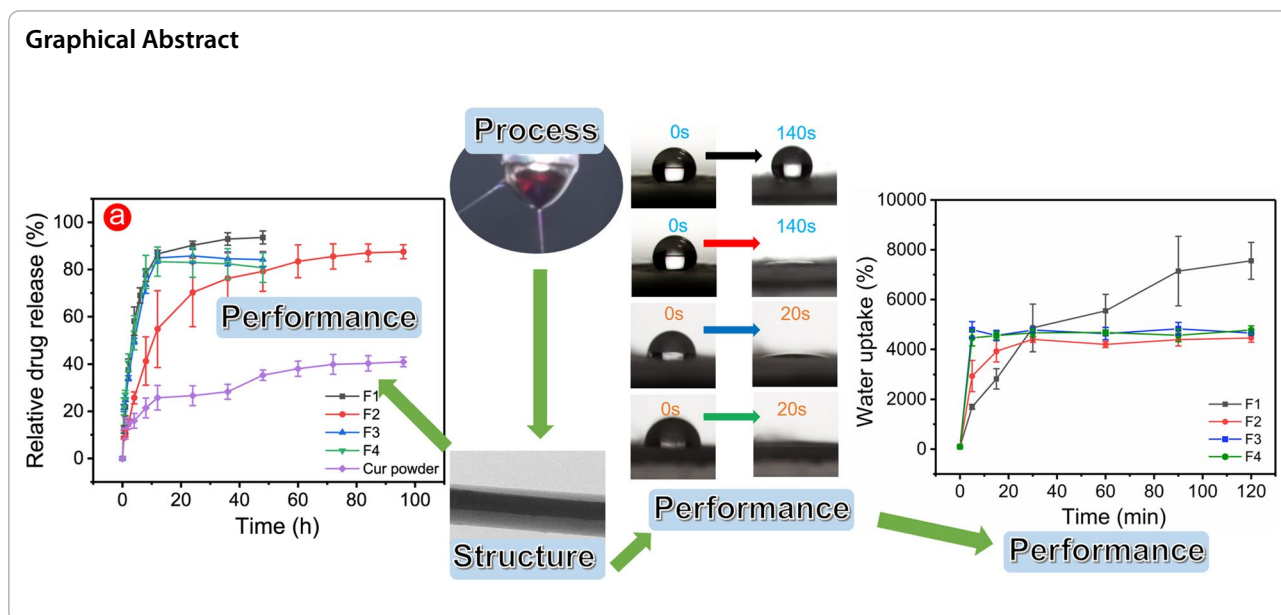 Graphical Abstract
a
Relative drug release (%)
100
80
60
40
20
0
0 20 40 60 80 100
Time (h)
F1
F2
F3
F4
Cur powder
Performance
Process
Structure
0s 140s
0s 140s
0s 20s
0s 20s
Performance
Water uptake (%)
10000
8000
6000
4000
2000
0
0 20 40 60 80 100 120
Time (min)
F1
F2
F3
F4
Performance